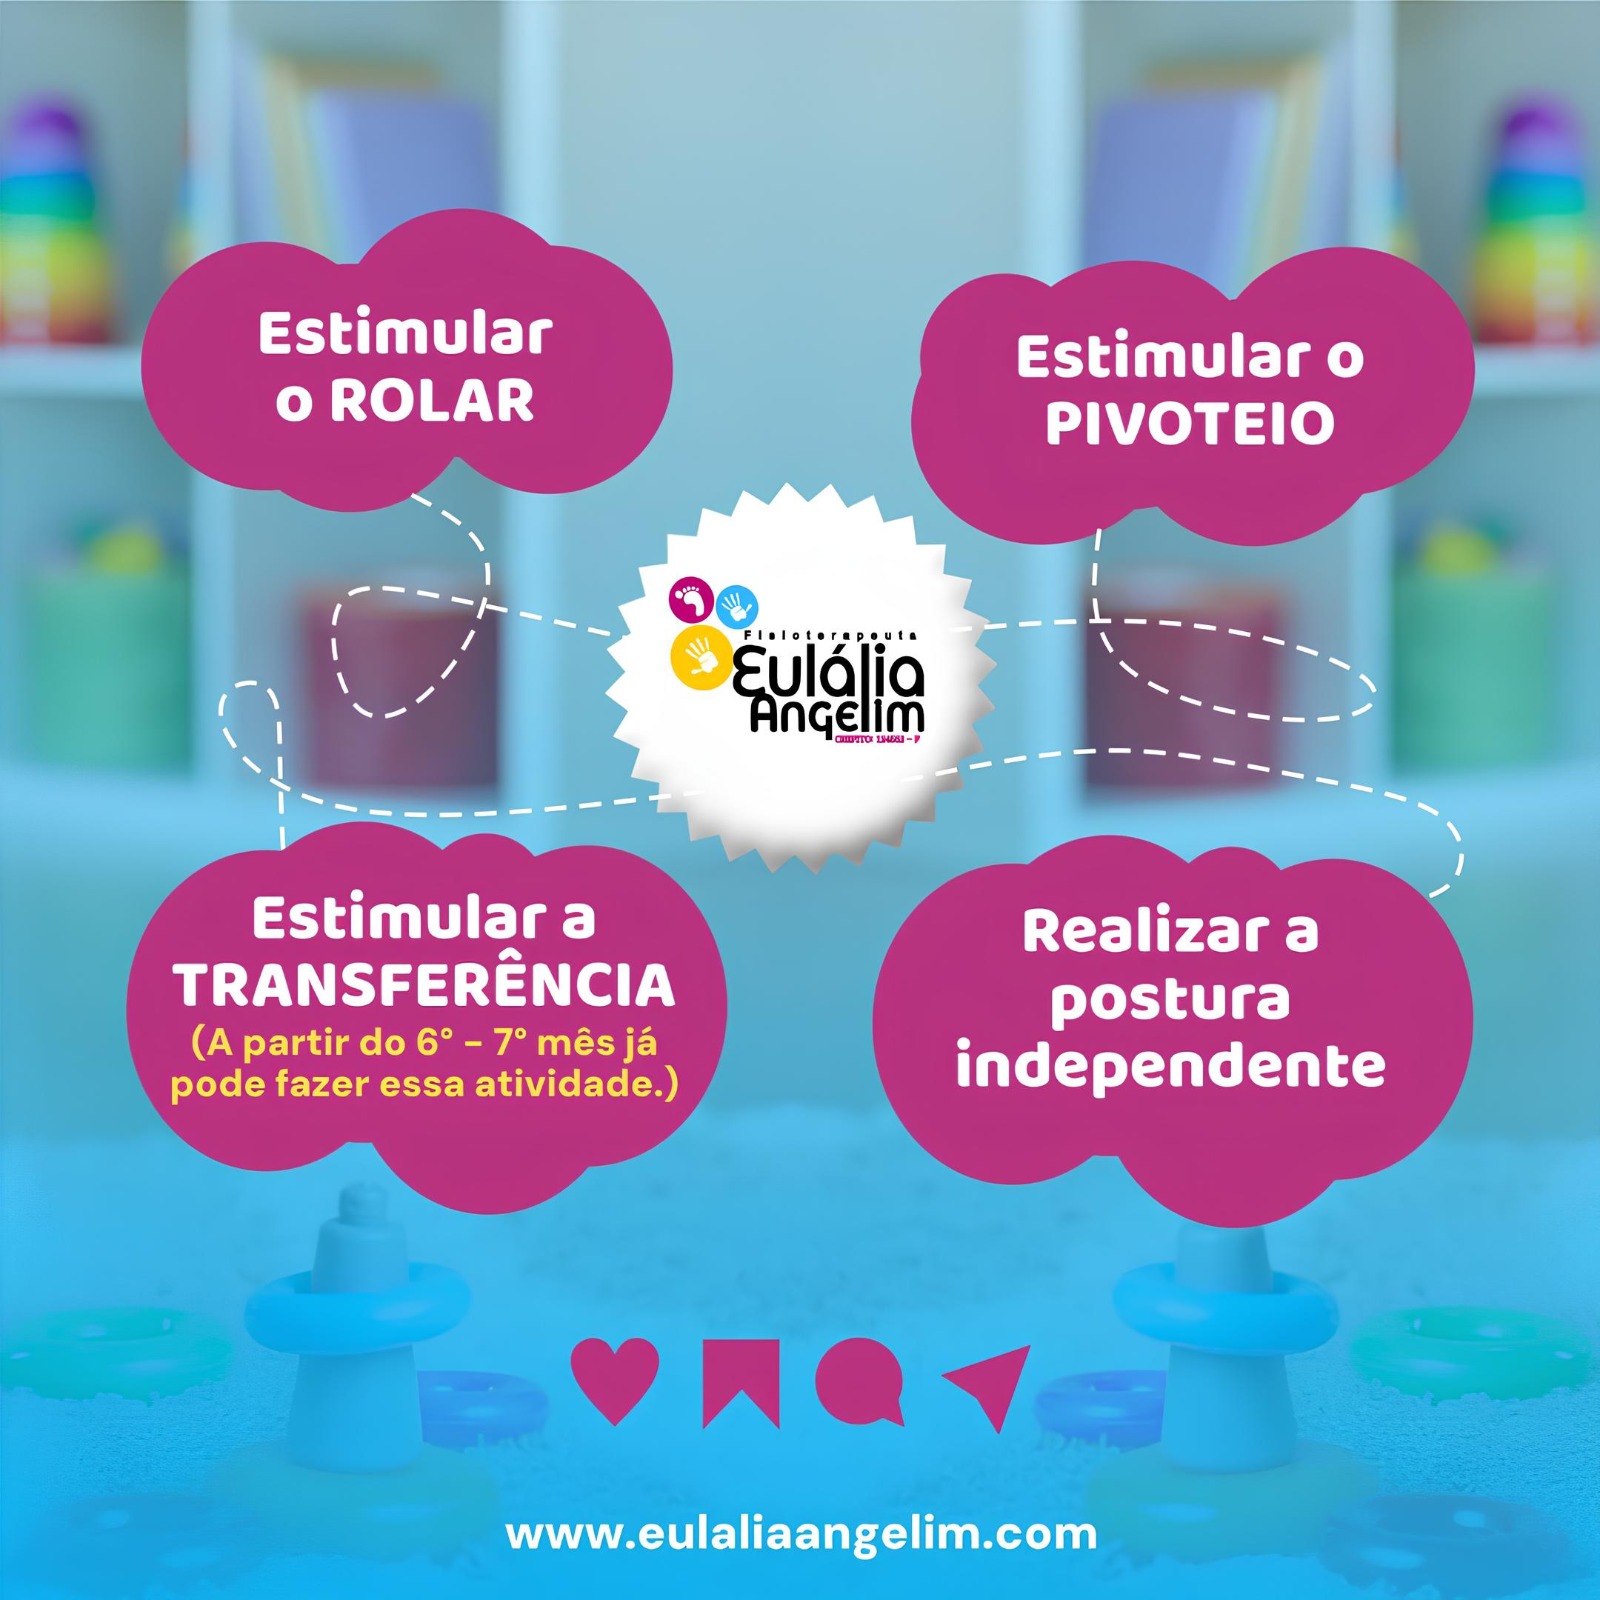 Estimular
o ROLAR
Estimular o
PIVOTEIO
Fisioterapeuta
Eulália
Angelim
Estimular a
TRANSFERÊNCIA
(A partir do 6° - 7° mês já
pode fazer essa atividade.)
Realizar a
postura
independente
www.eulaliaangelim.com